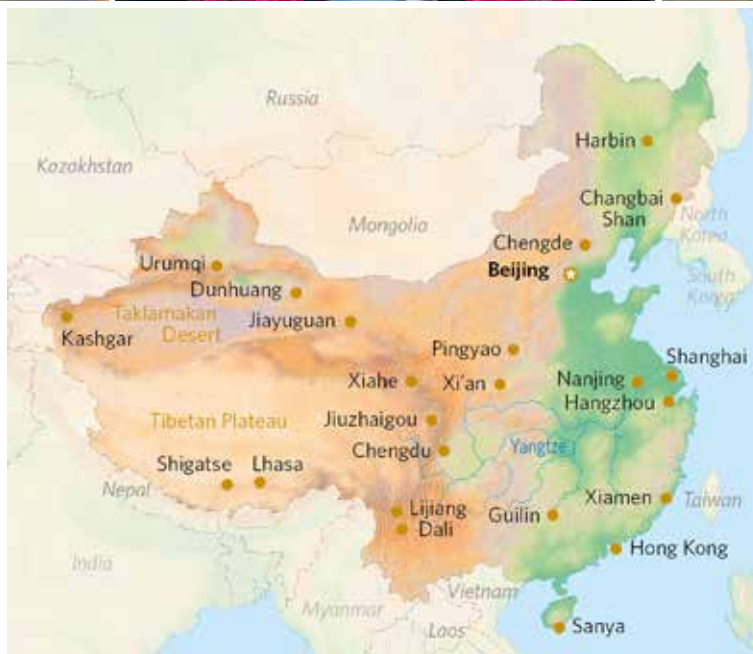 Russia
Harbin
Kazakhstan
Changbai
Shan
North
Korea
Mongolia
Chengde
Beijing
South
Korea
Urumqi
Dunhuang
Taklamakan
Desert
Jiayuguan
Kashgar
Pingyao
Shanghai
Xiahe
Xi'an
Nanjing
Hangzhou
Tibetan Plateau
Jiuzhaigou
Chengdu
Yangtze
Shigatse
Lhasa
Nepal
Lijiang
Dali
Guilin
Xiamen
Taiwan
India
Hong Kong
Vietnam
Myanmar
Laos
Sanya